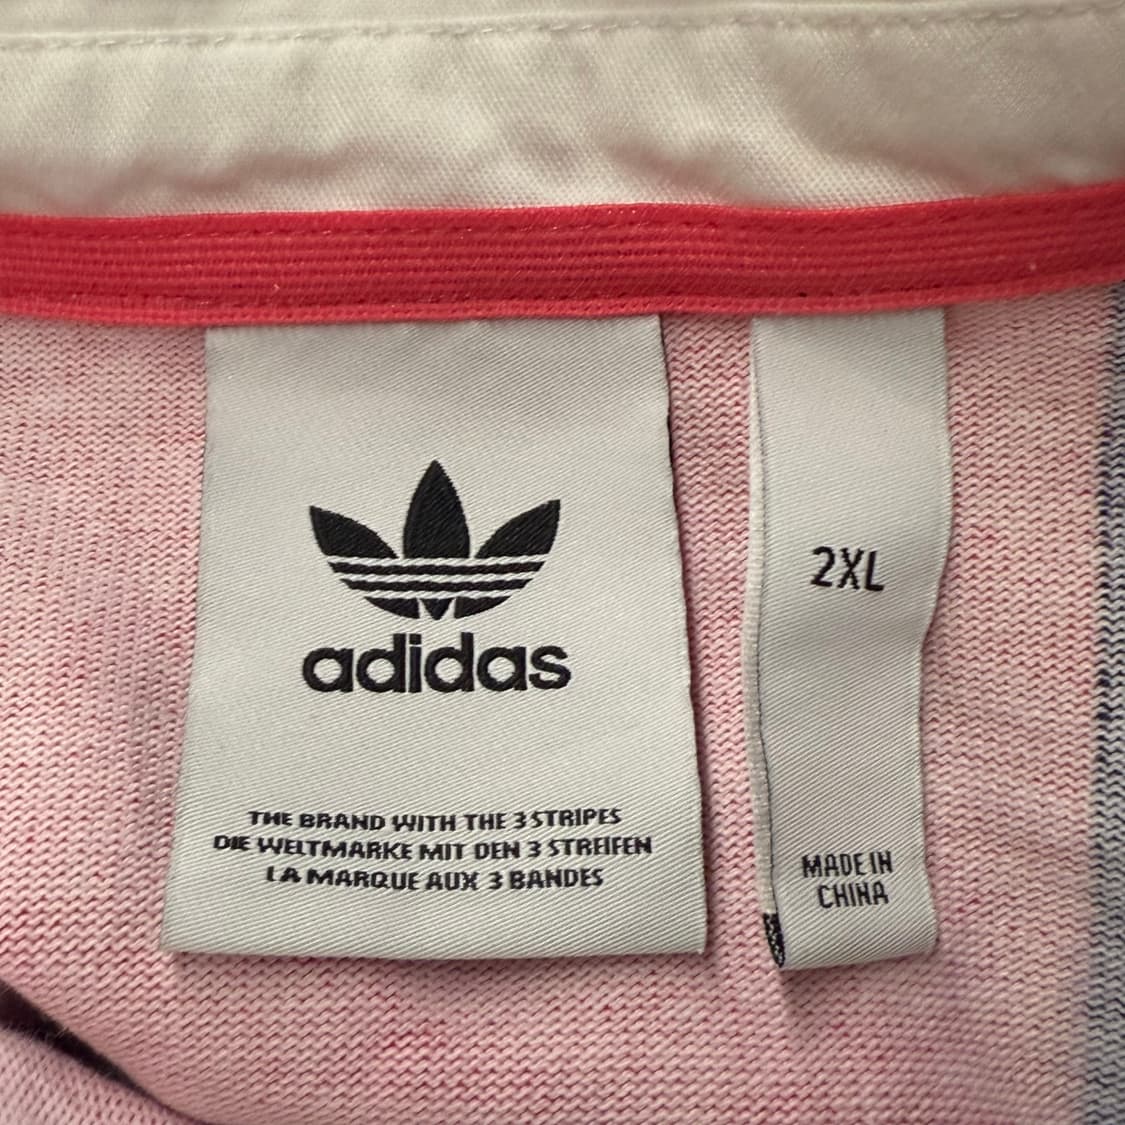 adidas
THE BRAND WITH THE 3 STRIPES
DIE WELTMARKE MIT DEN 3 STREIFEN
LA MARQUE AUX 3 BANDES
2XL
MADE IN
CHINA